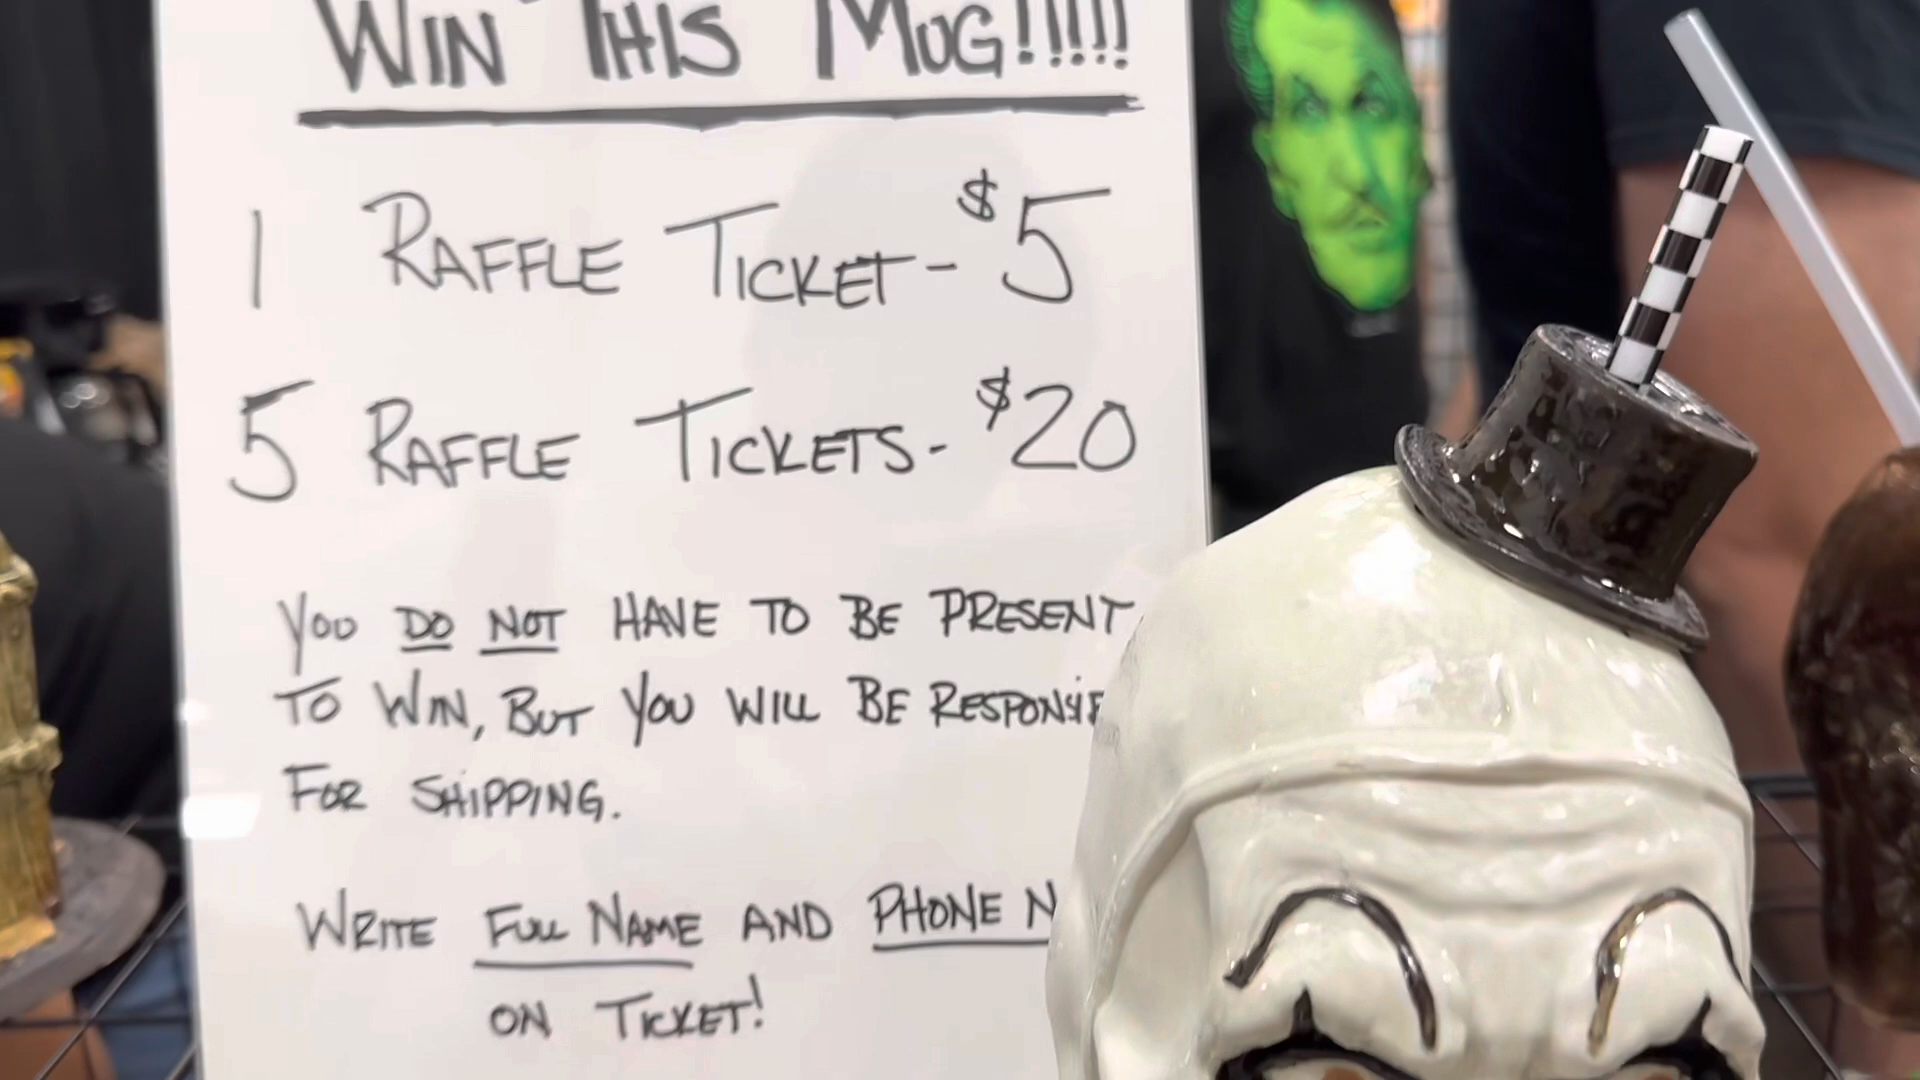 WIN THIS MUG!!!!!
1 RAFFLE TICKET - $5
5 RAFFLE TICKETS - $20
YOU DO NOT HAVE TO BE PRESENT
TO WIN, BUT YOU WILL BE
FOR SHIPPING.
WRITE FULL NAME AND PHONE
ON TICKET!